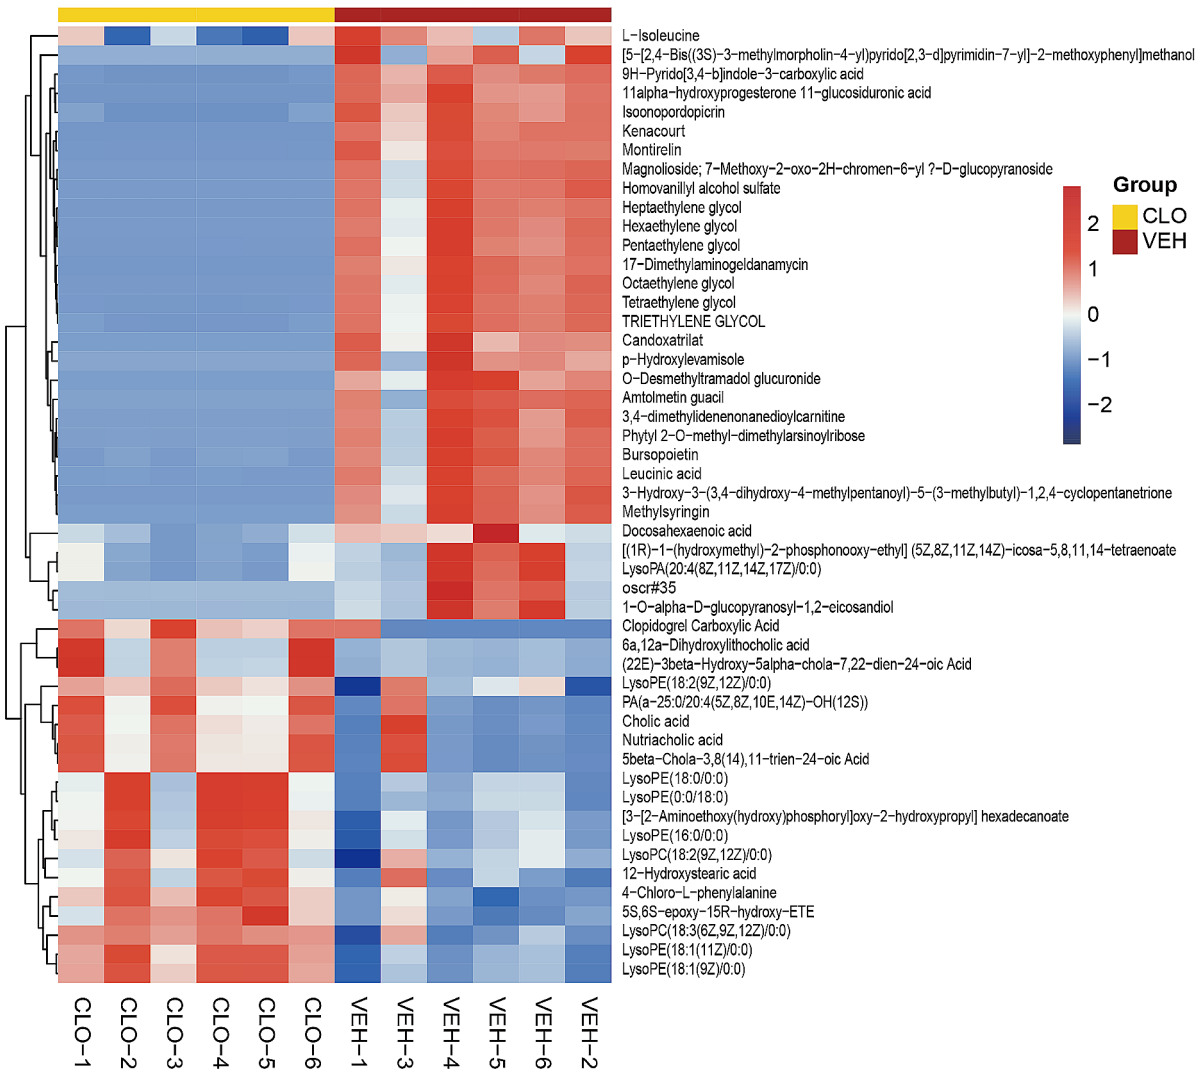 L−Isoleucine
[5−[2,4−Bis((3S)−3−methylmorpholin−4−yl)pyrido[2,3−d]pyrimidin−7−yl]−2−methoxyphenyl]methanol
9H−Pyrido[3,4−b]indole−3−carboxylic acid
11alpha−hydroxyprogesterone 11−glucosiduronic acid
Isoonopordopicrin
Kenacourt
Montirelin
Magnolioside; 7−Methoxy−2−oxo−2H−chromen−6−yl ?−D−glucopyranoside
Homovanillyl alcohol sulfate
Heptaethylene glycol
Hexaethylene glycol
Pentaethylene glycol
17−Dimethylaminogeldanamycin
Octaethylene glycol
Tetraethylene glycol
TRIETHYLENE GLYCOL
Candoxatrilat
p−Hydroxylevamisole
O−Desmethyltramadol glucuronide
Amtolmetin guacil
3,4−dimethylidenenonanedioylcarnitine
Phytyl 2−O−methyl−dimethylarsinoylribose
Bursopoietin
Leucinic acid
3−Hydroxy−3−(3,4−dihydroxy−4−methylpentanoyl)−5−(3−methylbutyl)−1,2,4−cyclopentanetrione
Methylsyringin
Docosahexaenoic acid
[(1R)−1−(hydroxymethyl)−2−phosphonooxy−ethyl] (5Z,8Z,11Z,14Z)−icosa−5,8,11,14−tetraenoate
LysoPA(20:4(8Z,11Z,14Z,17Z)/0:0)
oscr#35
1−O−alpha−D−glucopyranosyl−1,2−eicosandiol
Clopidogrel Carboxylic Acid
6a,12a−Dihydroxylithocholic acid
(22E)−3beta−Hydroxy−5alpha−chola−7,22−dien−24−oic Acid
LysoPE(18:2(9Z,12Z)/0:0)
PA(a−25:0/20:4(5Z,8Z,10E,14Z)−OH(12S))
Cholic acid
Nutriacholic acid
5beta−Chola−3,8(14),11−trien−24−oic Acid
LysoPE(18:0/0:0)
LysoPE(0:0/18:0)
[3−[2−Aminoethoxy(hydroxy)phosphoryl]oxy−2−hydroxypropyl] hexadecanoate
LysoPE(16:0/0:0)
LysoPC(18:2(9Z,12Z)/0:0)
12−Hydroxystearic acid
4−Chloro−L−phenylalanine
5S,6S−epoxy−15R−hydroxy−ETE
LysoPC(18:3(6Z,9Z,12Z)/0:0)
LysoPE(18:1(11Z)/0:0)
LysoPE(18:1(9Z)/0:0)
Group
CLO
VEH
2
1
0
−1
−2
CLO−1
CLO−2
CLO−3
CLO−4
CLO−5
CLO−6
VEH−1
VEH−3
VEH−4
VEH−5
VEH−6
VEH−2